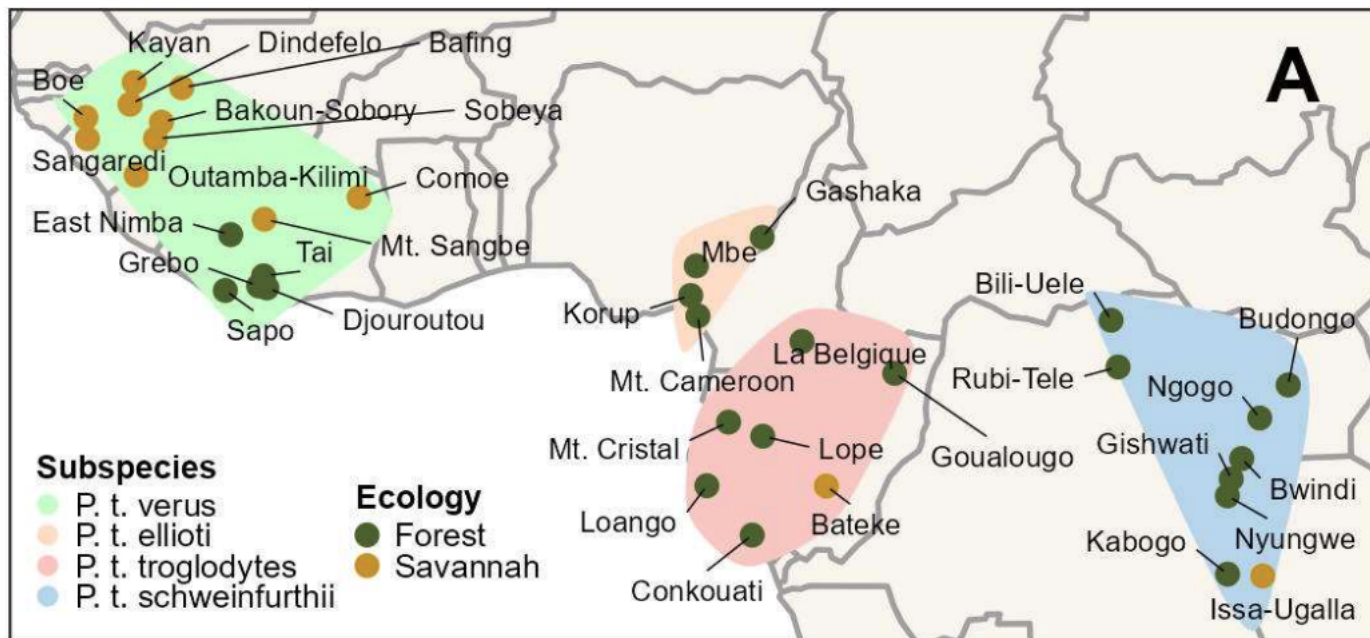 A
Kayan
Dindefelo
Bafing
Boe
Bakoun-Sobory
Sobeya
Sangaredi
Outamba-Kilimi
Comoe
East Nimba
Mt. Sangbe
Grebo
Tai
Sapo
Djouroutou
Gashaka
Mbe
Korup
Mt. Cameroon
La Belgique
Mt. Cristal
Lope
Goualougo
Loango
Bateke
Conkouati
Bili-Uele
Budongo
Rubi-Tele
Ngogo
Gishwati
Bwindi
Nyungwe
Kabogo
Issa-Ugalla
Subspecies
P. t. verus
P. t. ellioti
P. t. troglodytes
P. t. schweinfurthii
Ecology
Forest
Savannah